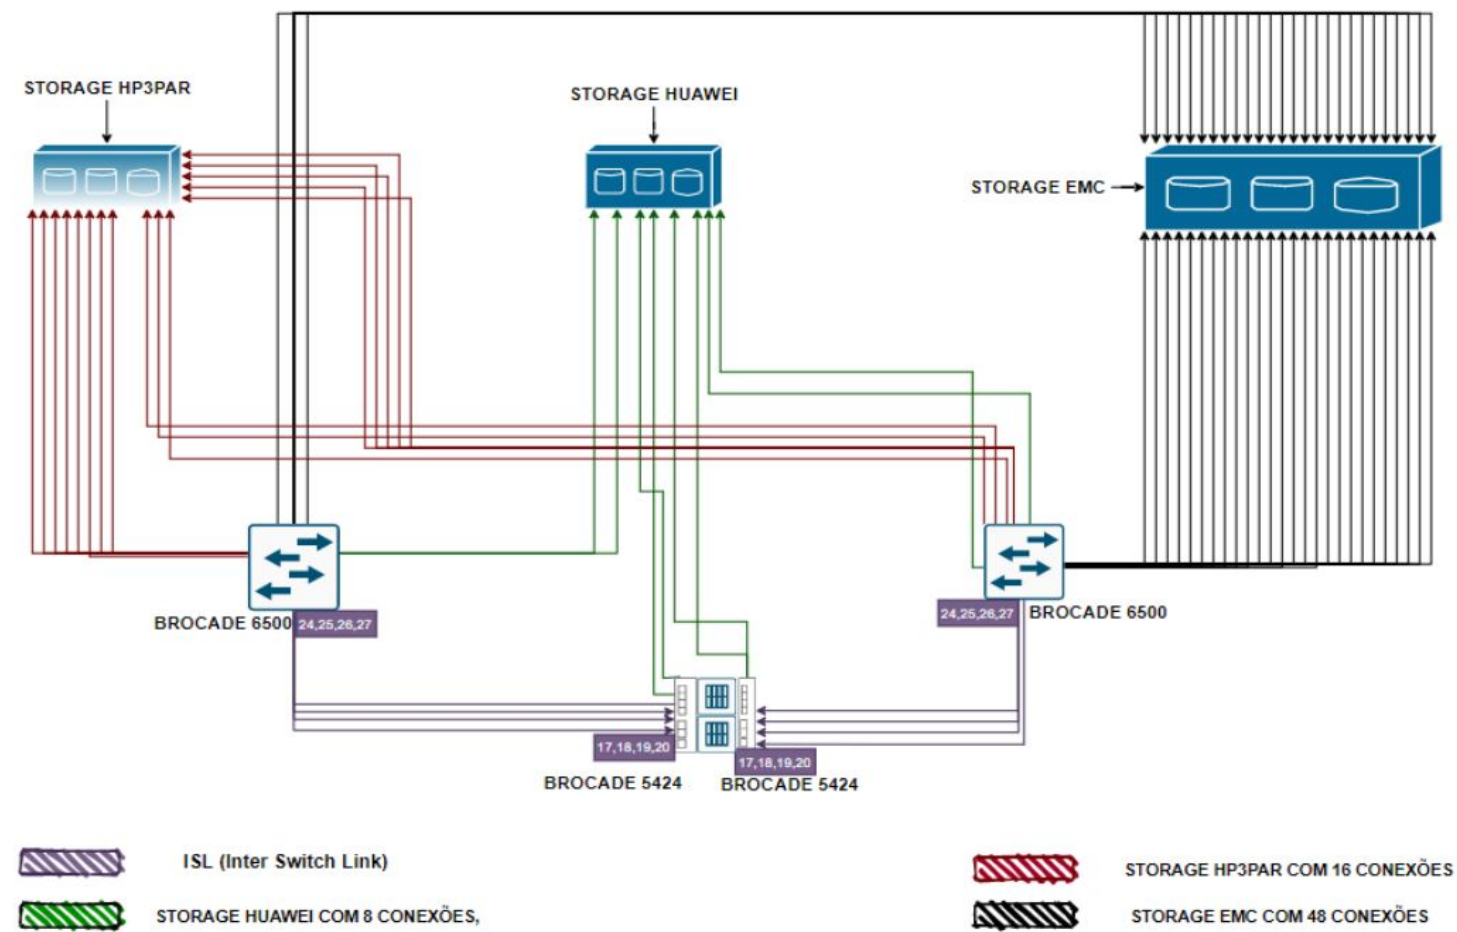 STORAGE HP3PAR
STORAGE HUAWEI
STORAGE EMC
BROCADE 6500
24,25,26,27
24,25,26,27
BROCADE 6500
17,18,19,20
17,18,19,20
BROCADE 5424
BROCADE 5424
ISL (Inter Switch Link)
STORAGE HP3PAR COM 16 CONEXÕES
STORAGE HUAWEI COM 8 CONEXÕES,
STORAGE EMC COM 48 CONEXÕES